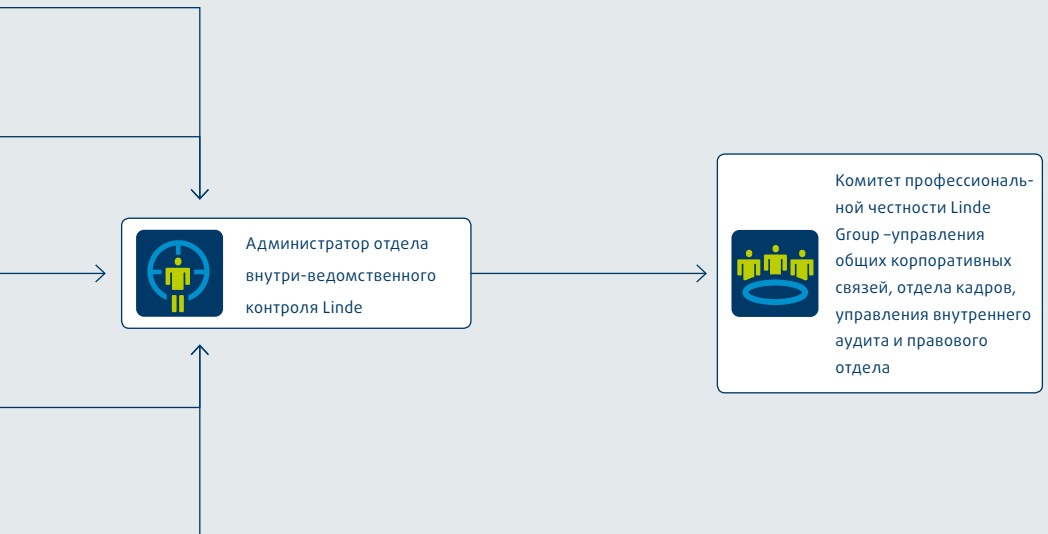 Администратор отдела
внутри-ведомственного
контроля Linde
Комитет профессиональ-
ной честности Linde
Group –управления
общих корпоративных
связей, отдела кадров,
управления внутреннего
аудита и правового
отдела